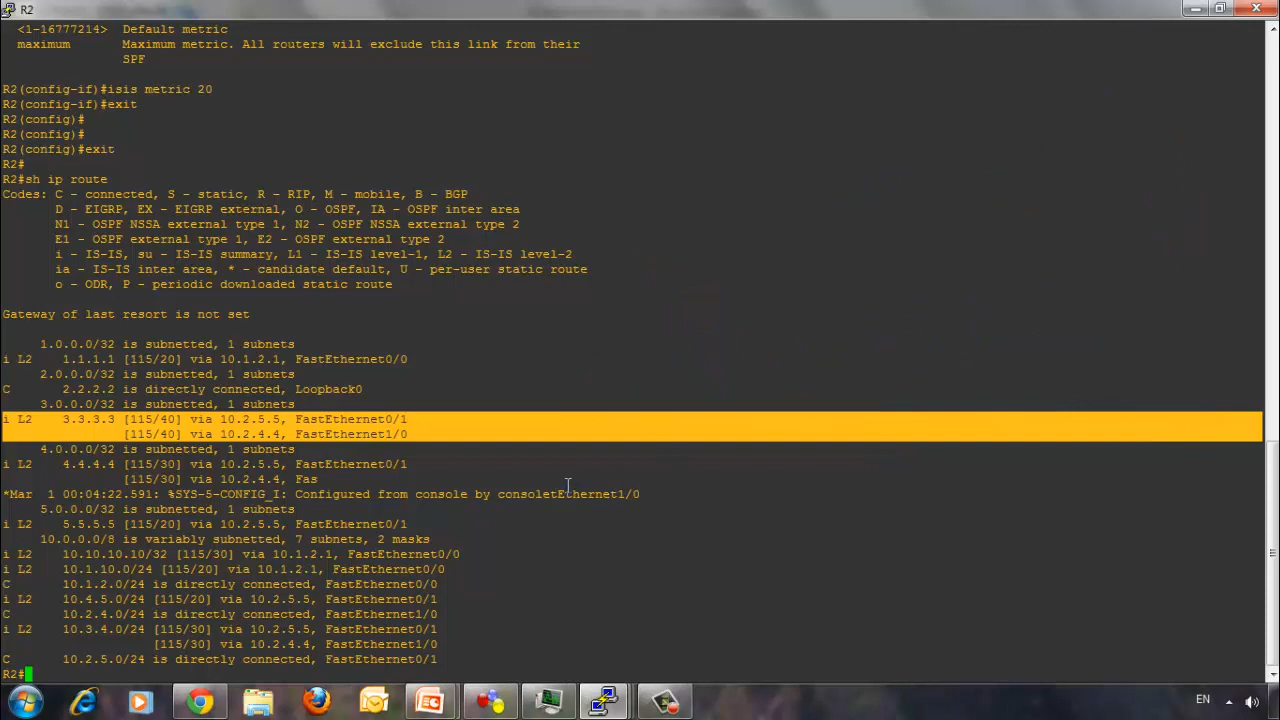 R2
<1-16777214>  Default metric
maximum       Maximum metric. All routers will exclude this link from their
SPF
R2(config-if)#isis metric 20
R2(config-if)#exit
R2(config)#
R2(config)#
R2(config)#exit
R2#
R2#sh ip route
Codes: C - connected, S - static, R - RIP, M - mobile, B - BGP
D - EIGRP, EX - EIGRP external, O - OSPF, IA - OSPF inter area
N1 - OSPF NSSA external type 1, N2 - OSPF NSSA external type 2
E1 - OSPF external type 1, E2 - OSPF external type 2
i - IS-IS, su - IS-IS summary, L1 - IS-IS level-1, L2 - IS-IS level-2
ia - IS-IS inter area, * - candidate default, U - per-user static route
o - ODR, P - periodic downloaded static route
Gateway of last resort is not set
1.0.0.0/32 is subnetted, 1 subnets
i L2    1.1.1.1 [115/20] via 10.1.2.1, FastEthernet0/0
2.0.0.0/32 is subnetted, 1 subnets
C       2.2.2.2 is directly connected, Loopback0
3.0.0.0/32 is subnetted, 1 subnets
i L2    3.3.3.3 [115/40] via 10.2.5.5, FastEthernet0/1
[115/40] via 10.2.4.4, FastEthernet1/0
4.0.0.0/32 is subnetted, 1 subnets
i L2    4.4.4.4 [115/30] via 10.2.5.5, FastEthernet0/1
[115/30] via 10.2.4.4, Fas
*Mar  1 00:04:22.591: %SYS-5-CONFIG_I: Configured from console by consoletEthernet1/0
5.0.0.0/32 is subnetted, 1 subnets
i L2    5.5.5.5 [115/20] via 10.2.5.5, FastEthernet0/1
10.0.0.0/8 is variably subnetted, 7 subnets, 2 masks
i L2    10.10.10.10/32 [115/30] via 10.1.2.1, FastEthernet0/0
i L2    10.1.10.0/24 [115/20] via 10.1.2.1, FastEthernet0/0
C       10.1.2.0/24 is directly connected, FastEthernet0/0
i L2    10.4.5.0/24 [115/20] via 10.2.5.5, FastEthernet0/1
C       10.2.4.0/24 is directly connected, FastEthernet1/0
i L2    10.3.4.0/24 [115/30] via 10.2.5.5, FastEthernet0/1
[115/30] via 10.2.4.4, FastEthernet1/0
C       10.2.5.0/24 is directly connected, FastEthernet0/1
R2#
EN